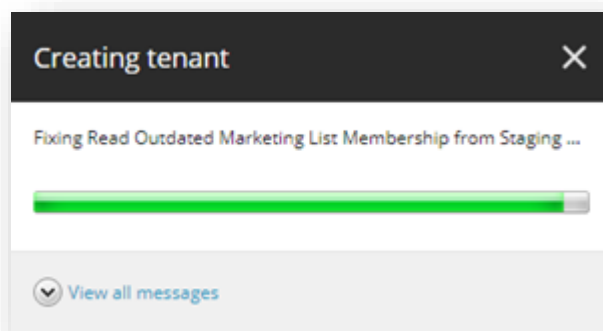 Creating tenant
Fixing Read Outdated Marketing List Membership from Staging ...
View all messages